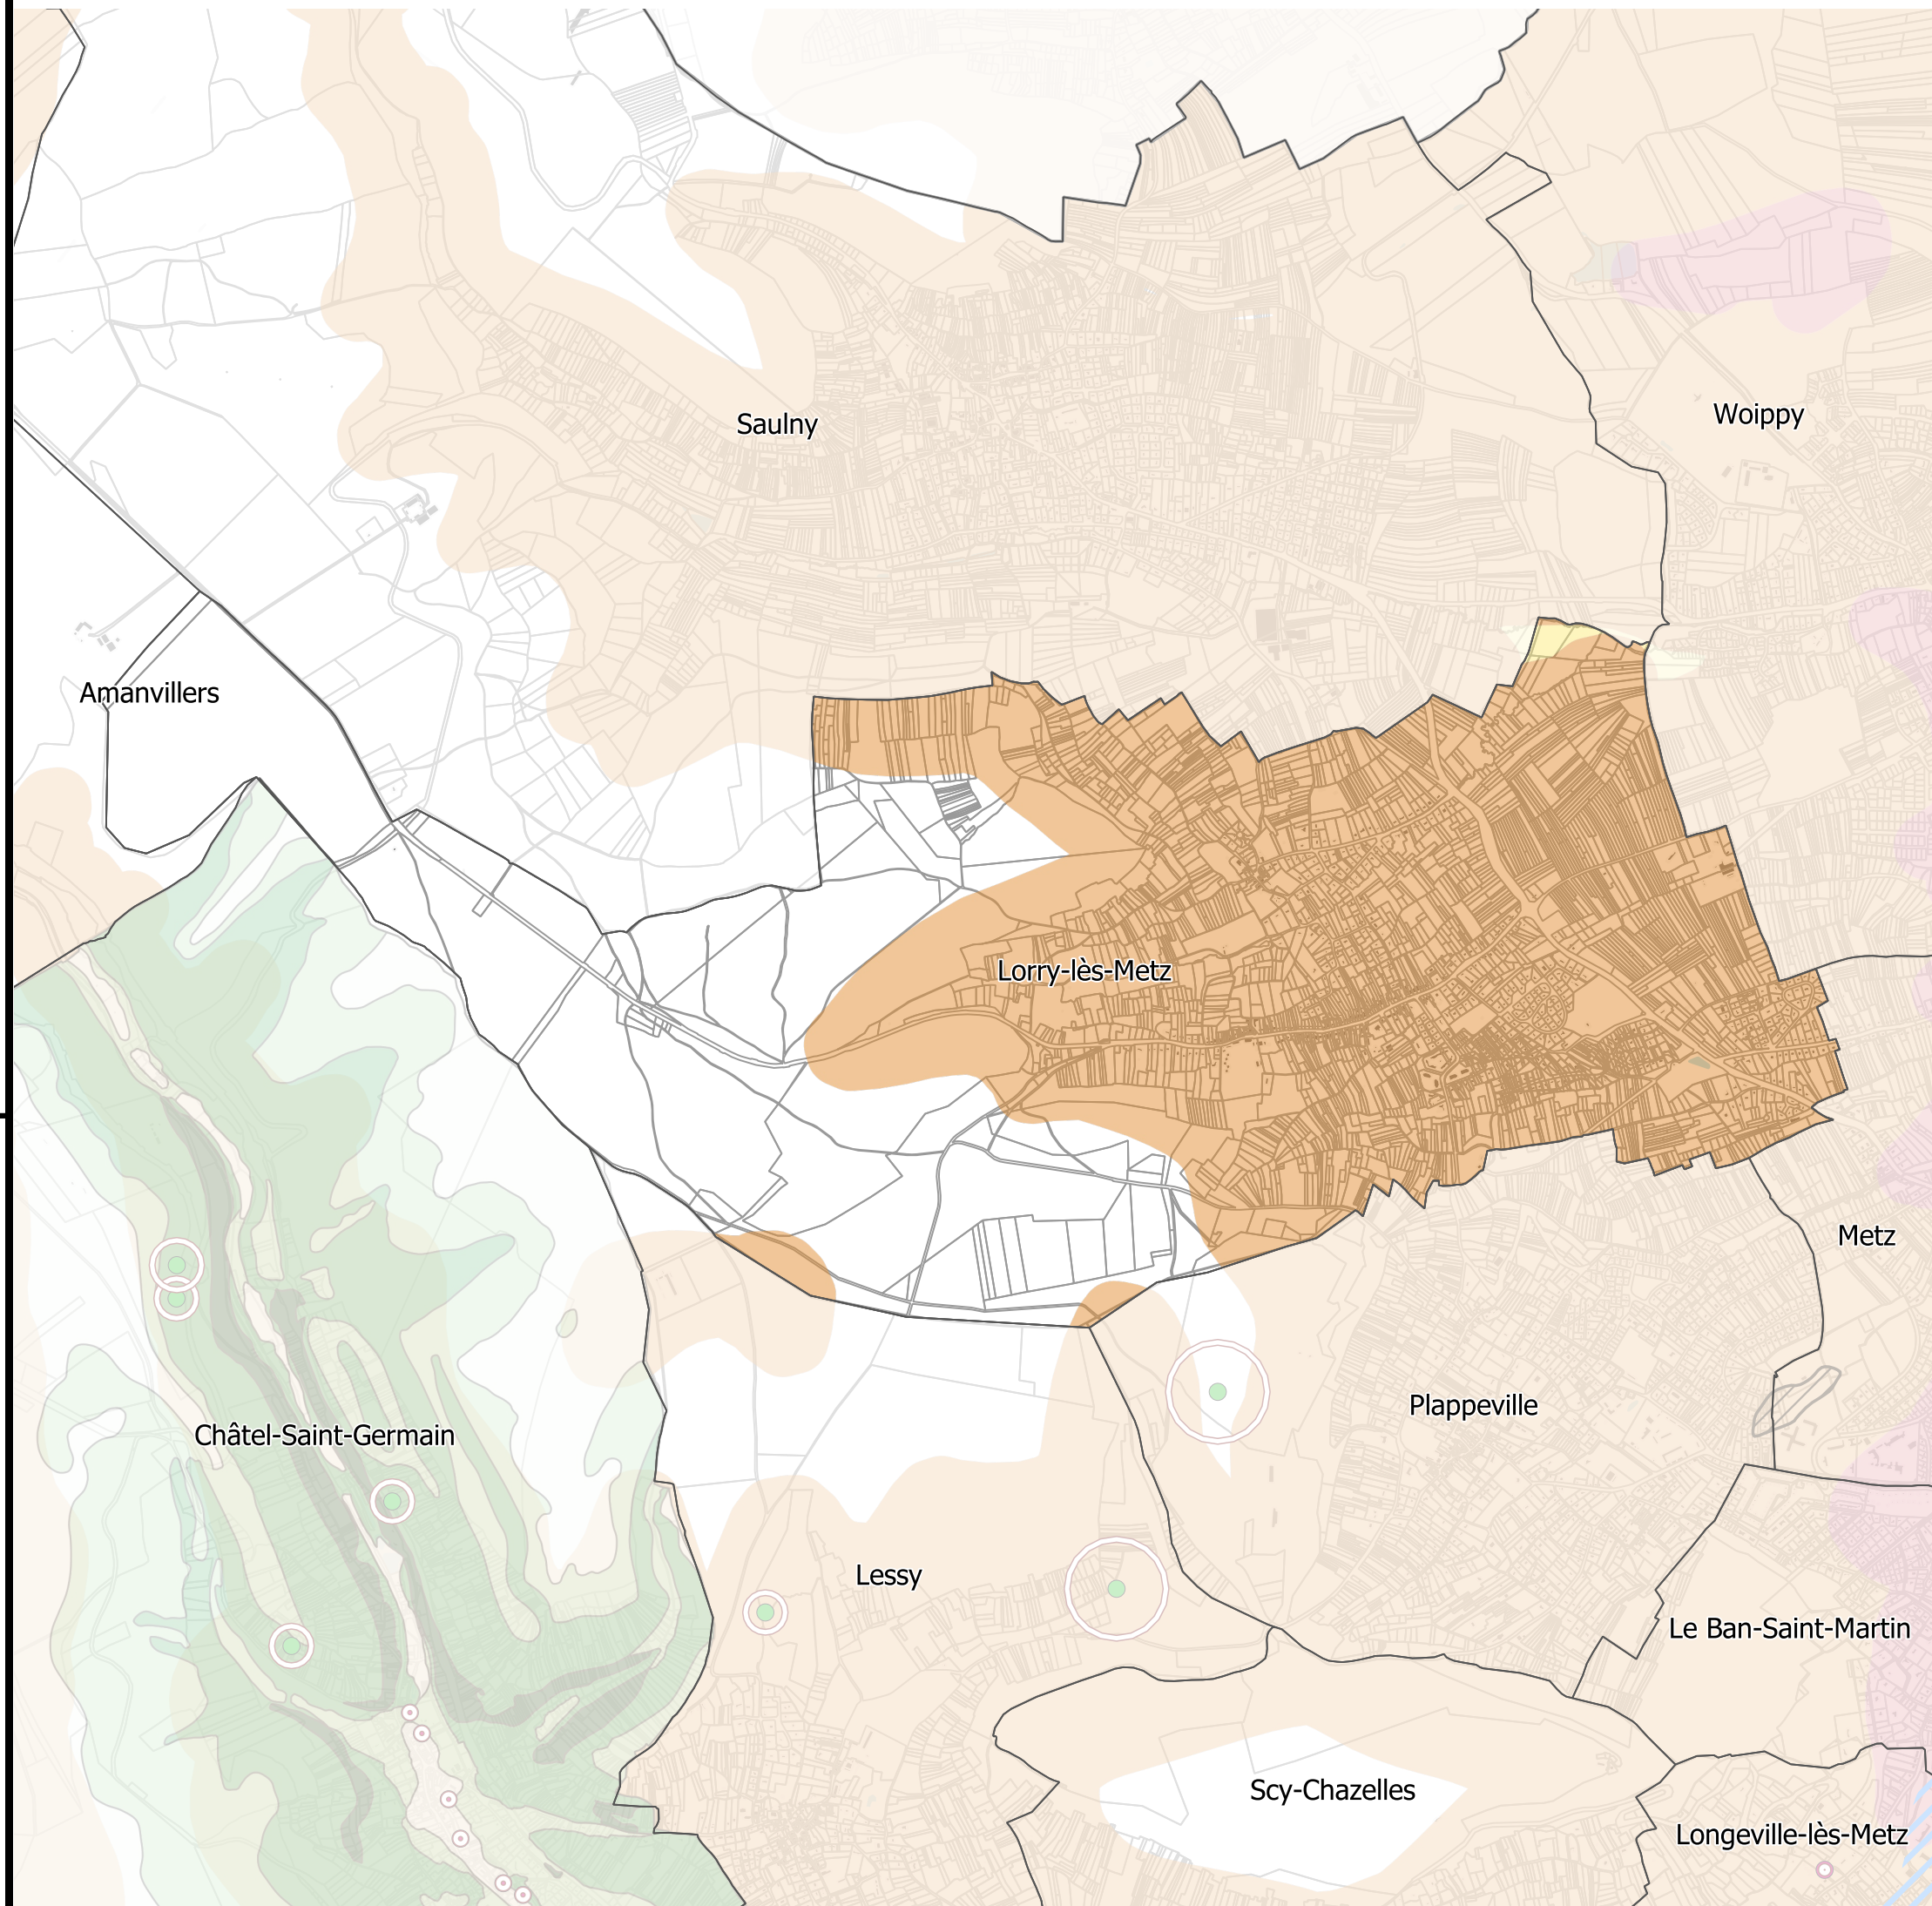 Woippy
Saulny
Amanvillers
Lorry-lès-Metz
Metz
Plappeville
Châtel-Saint-Germain
Lessy
Le Ban-Saint-Martin
Scy-Chazelles
Longeville-lès-Metz